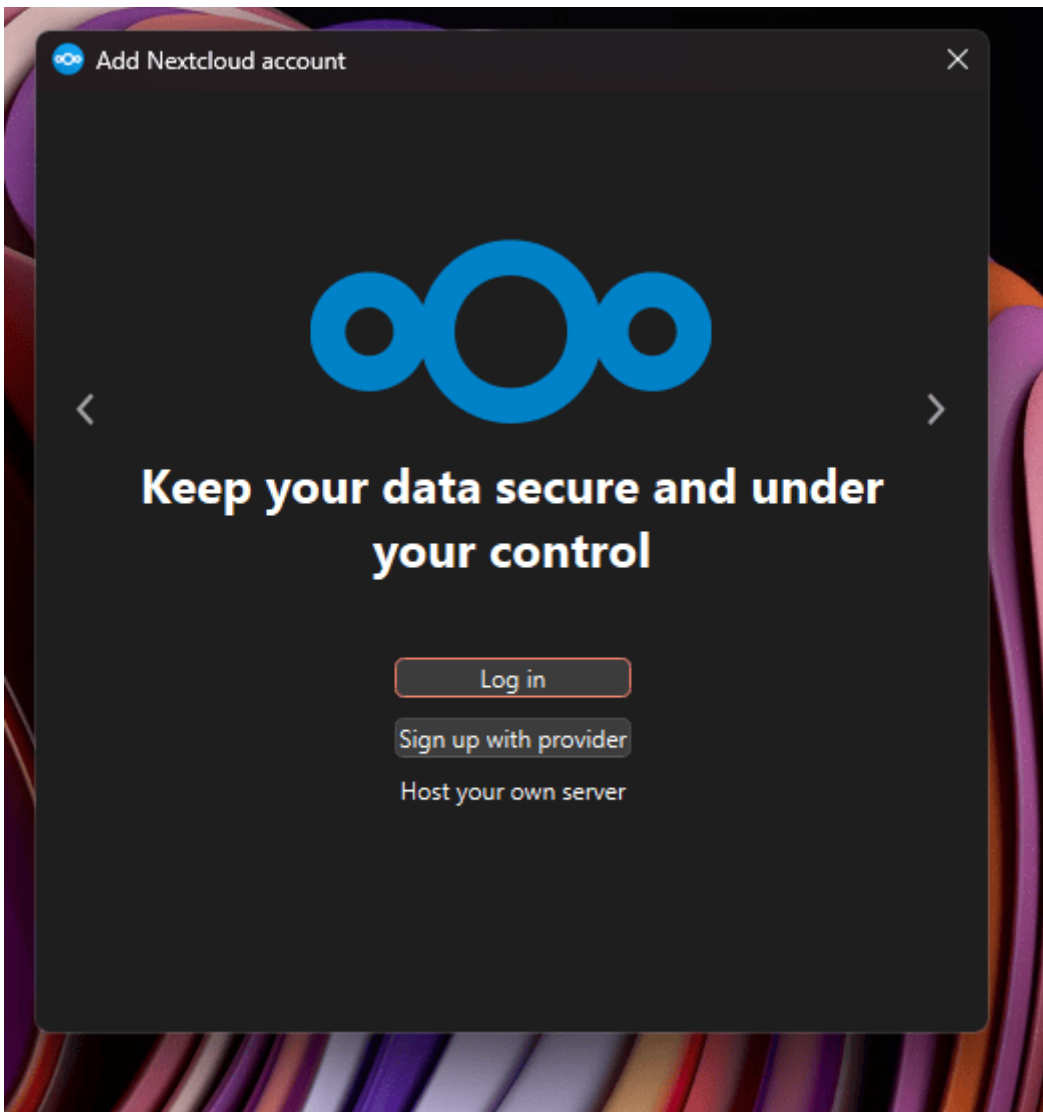 Add Nextcloud account
Keep your data secure and under
your control
Log in
Sign up with provider
Host your own server